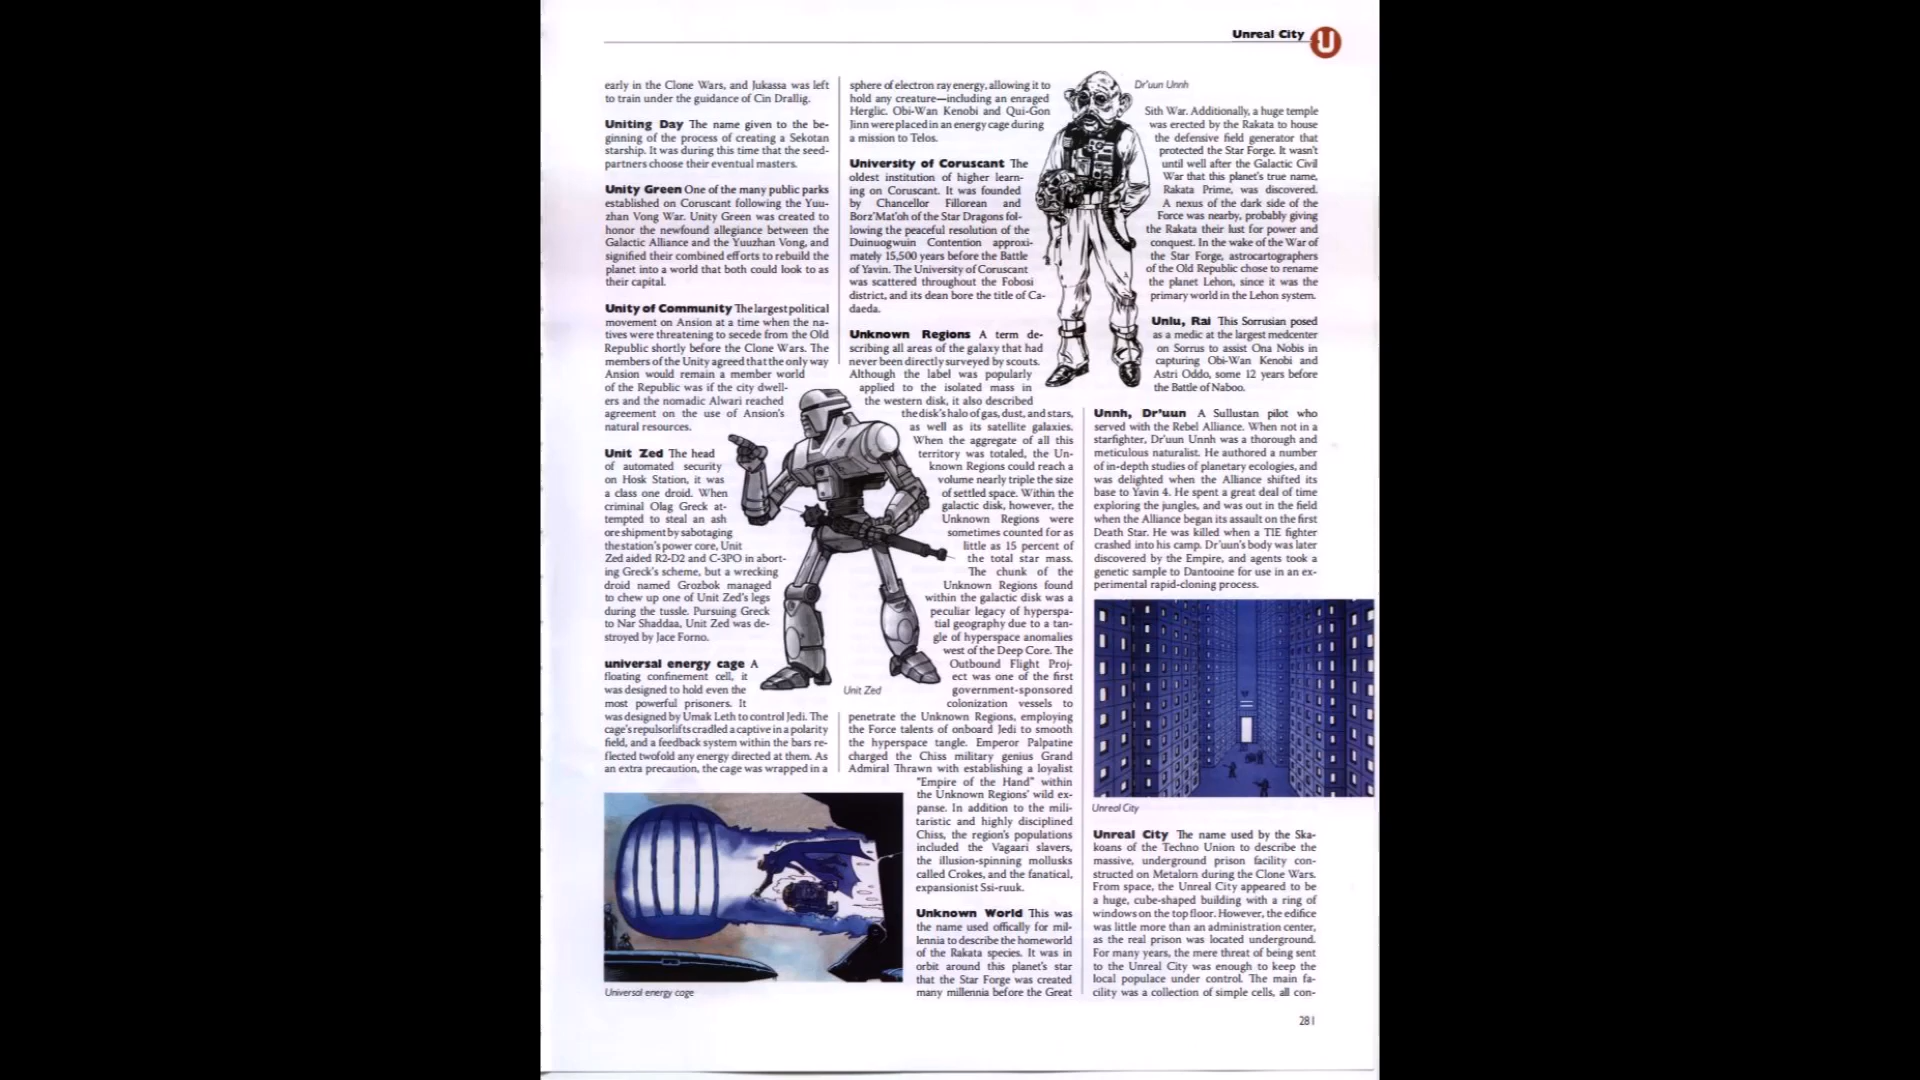 Unreal City
U
early in the Clone Wars, and Jukassa was left
to train under the guidance of Cin Drallig.
Uniting Day The name given to the be-
ginning of the process of creating a Sekotan
starship. It was during this time that the seed-
partners choose their eventual masters.
Unity Green One of the many public parks
established on Coruscant following the Yuu-
zhan Vong War. Unity Green was created to
honor the newfound allegiance between the
Galactic Alliance and the Yuuzhan Vong, and
signified their combined efforts to rebuild the
planet into a world that both could look to as
their capital.
Unity of Community The largest political
movement on Ansion at a time when the na-
tives were threatening to secede from the Old
Republic shortly before the Clone Wars. The
members of the Unity agreed that the only way
Ansion would remain a member world
of the Republic was if the city dwell-
ers and the nomadic Alwari reached
agreement on the use of Ansion's
natural resources.
Unit Zed The head
of automated security
on Hosk Station, it was
a class one droid. When
criminal Olag Greck at-
tempted to steal an ash
ore shipment by sabotaging
the station's power core, Unit
Zed aided R2-D2 and C-3PO in abort-
ing Greck's scheme, but a wrecking
droid named Grozbok managed
to chew up one of Unit Zed's legs
during the tussle. Pursuing Greck
to Nar Shaddaa, Unit Zed was de-
stroyed by Jace Forno.
universal energy cage A
floating confinement cell, it
was designed to hold even the
most powerful prisoners. It
was designed by Umak Leth to control Jedi. The
cage's repulsorlifts cradled a captive in a polarity
field, and a feedback system within the bars re-
flected twofold any energy directed at them. As
an extra precaution, the cage was wrapped in a
Universal energy cage
sphere of electron ray energy, allowing it to
hold any creature—including an enraged
Herglic. Obi-Wan Kenobi and Qui-Gon
Jinn were placed in an energy cage during
a mission to Telos.
University of Coruscant The
oldest institution of higher learn-
ing on Coruscant. It was founded
by Chancellor Fillorean and
Borz'Mat'oh of the Star Dragons fol-
lowing the peaceful resolution of the
Duinuogwuin Contention approxi-
mately 15,500 years before the Battle
of Yavin. The University of Coruscant
was scattered throughout the Fobosi
district, and its dean bore the title of Ca-
daeda.
Unknown Regions A term de-
scribing all areas of the galaxy that had
never been directly surveyed by scouts.
Although the label was popularly
applied to the isolated mass in
the western disk, it also described
the disk's halo of gas, dust, and stars,
as well as its satellite galaxies.
When the aggregate of all this
territory was totaled, the Un-
known Regions could reach a
volume nearly triple the size
of settled space. Within the
galactic disk, however, the
Unknown Regions were
sometimes counted for as
little as 15 percent of
the total star mass.
The chunk of the
Unknown Regions found
within the galactic disk was a
peculiar legacy of hyperspa-
tial geography due to a tan-
gle of hyperspace anomalies
west of the Deep Core. The
Outbound Flight Proj-
ect was one of the first
government-sponsored
colonization vessels to
penetrate the Unknown Regions, employing
the Force talents of onboard Jedi to smooth
the hyperspace tangle. Emperor Palpatine
charged the Chiss military genius Grand
Admiral Thrawn with establishing a loyalist
"Empire of the Hand" within
the Unknown Regions' wild ex-
panse. In addition to the mili-
taristic and highly disciplined
Chiss, the region's populations
included the Vagaari slavers,
the illusion-spinning mollusks
called Crokes, and the fanatical,
expansionist Ssi-ruuk.
Unit Zed
Unknown World This was
the name used offically for mil-
lennia to describe the homeworld
of the Rakata species. It was in
orbit around this planet's star
that the Star Forge was created
many millennia before the Great
Dr'uun Unnh
Sith War. Additionally, a huge temple
was erected by the Rakata to house
the defensive field generator that
protected the Star Forge. It wasn't
until well after the Galactic Civil
War that this planet's true name,
Rakata Prime, was discovered.
A nexus of the dark side of the
Force was nearby, probably giving
the Rakata their lust for power and
conquest. In the wake of the War of
the Star Forge, astrocartographers
of the Old Republic chose to rename
the planet Lehon, since it was the
primary world in the Lehon system.
Unlu, Rai This Sorrusian posed
as a medic at the largest medcenter
on Sorrus to assist Ona Nobis in
capturing Obi-Wan Kenobi and
Astri Oddo, some 12 years before
the Battle of Naboo.
Unnh, Dr'uun A Sullustan pilot who
served with the Rebel Alliance. When not in a
starfighter, Dr'uun Unnh was a thorough and
meticulous naturalist. He authored a number
of in-depth studies of planetary ecologies, and
was delighted when the Alliance shifted its
base to Yavin 4. He spent a great deal of time
exploring the jungles, and was out in the field
when the Alliance began its assault on the first
Death Star. He was killed when a TIE fighter
crashed into his camp. Dr'uun's body was later
discovered by the Empire, and agents took a
genetic sample to Dantooine for use in an ex-
perimental rapid-cloning process.
Unreal City
Unreal City The name used by the Ska-
koans of the Techno Union to describe the
massive, underground prison facility con-
structed on Metalorn during the Clone Wars.
From space, the Unreal City appeared to be
a huge, cube-shaped building with a ring of
windows on the top floor. However, the edifice
was little more than an administration center,
as the real prison was located underground.
For many years, the mere threat of being sent
to the Unreal City was enough to keep the
local populace under control. The main fa-
cility was a collection of simple cells, all con-
281